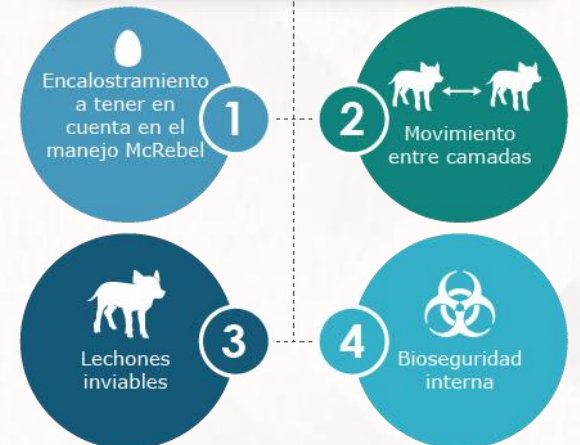 Encalostramiento
a tener en
cuenta en el
manejo McRebel
1
2
Movimiento
entre camadas
3
Lechones
inviables
4
Bioseguridad
interna